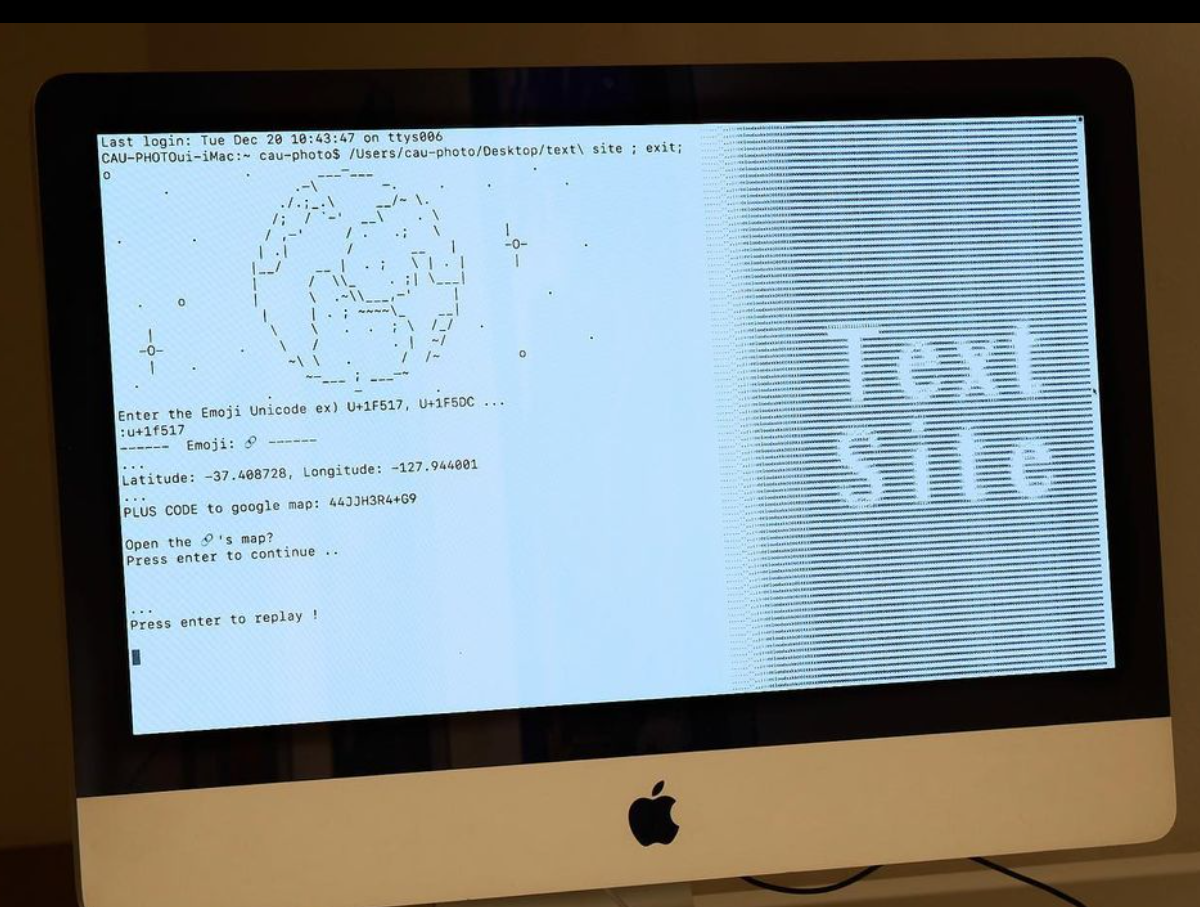 Last login: Tue Dec 20 10:43:47 on ttys006
CAU-PHOTOui-iMac:~ cau-photo$ /Users/cau-photo/Desktop/text\ site ; exit;
Enter the Emoji Unicode ex) U+1F517, U+1F5DC ...
:u+1f517
------ Emoji: 🔗 ------
...
Latitude: -37.408728, Longitude: -127.944001
...
PLUS CODE to google map: 44JJH3R4+G9
Open the 🔗's map?
Press enter to continue ..
...
Press enter to replay !
Text
Site